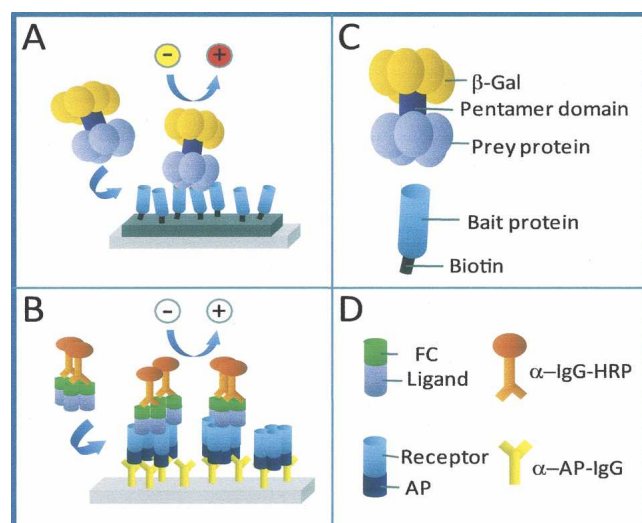 A
− +
C
β-Gal
Pentamer domain
Prey protein
Bait protein
Biotin
B
− +
D
FC
Ligand
α−IgG-HRP
Receptor
AP
α−AP-IgG